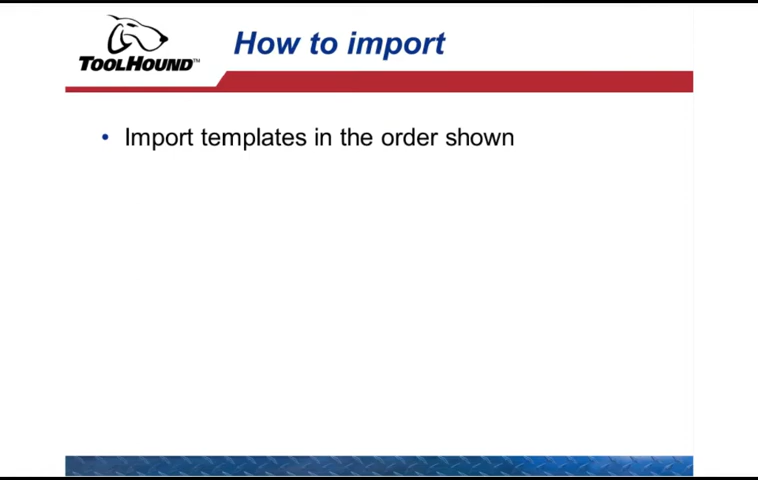 How to import
TOOLHOUND™
• Import templates in the order shown